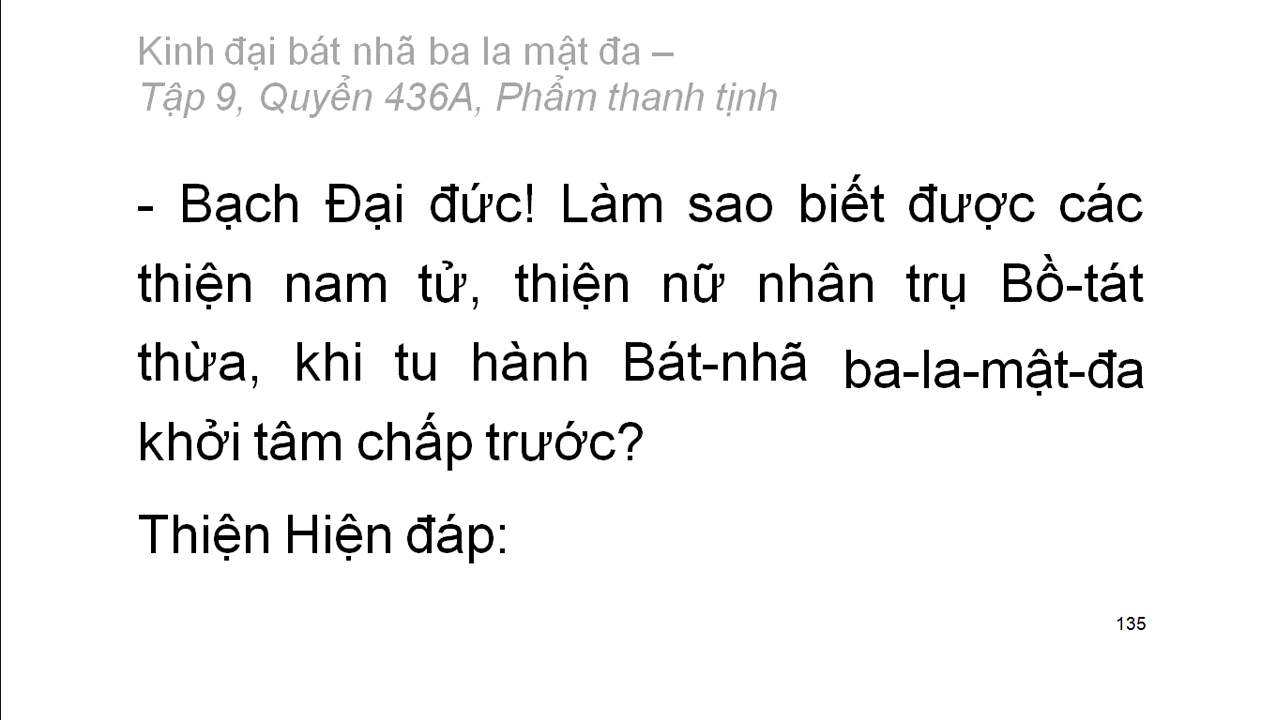 Kinh đại bát nhã ba la mật đa –
Tập 9, Quyển 436A, Phẩm thanh tịnh
- Bạch Đại đức! Làm sao biết được các
thiện nam tử, thiện nữ nhân trụ Bồ-tát
thừa, khi tu hành Bát-nhã ba-la-mật-đa
khởi tâm chấp trước?
Thiện Hiện đáp:
135